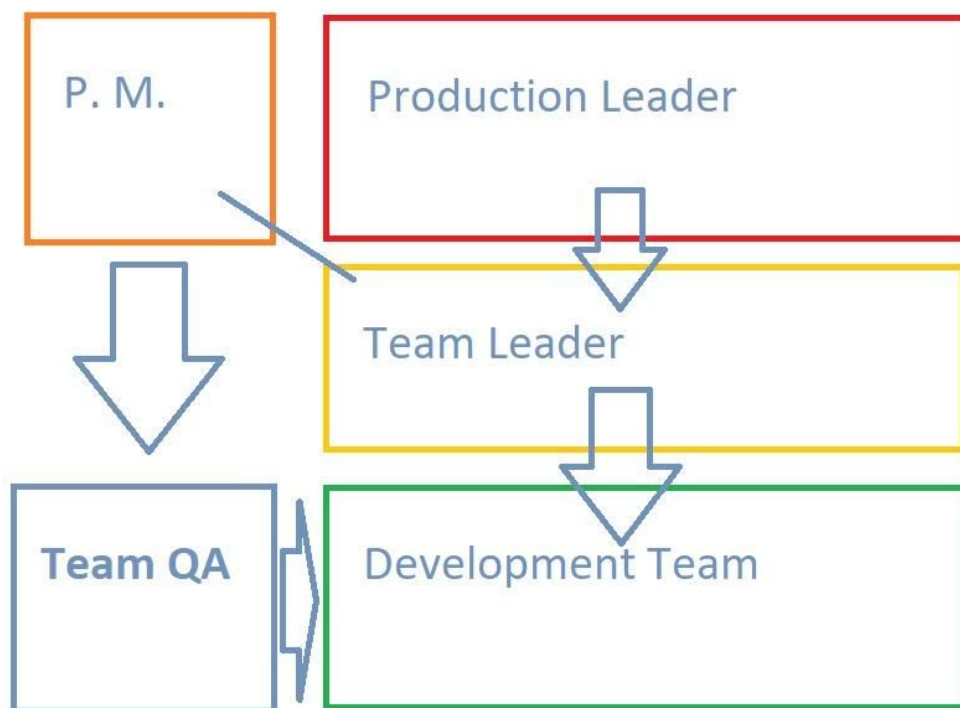 P. M.
Production Leader
Team Leader
Team QA
Development Team